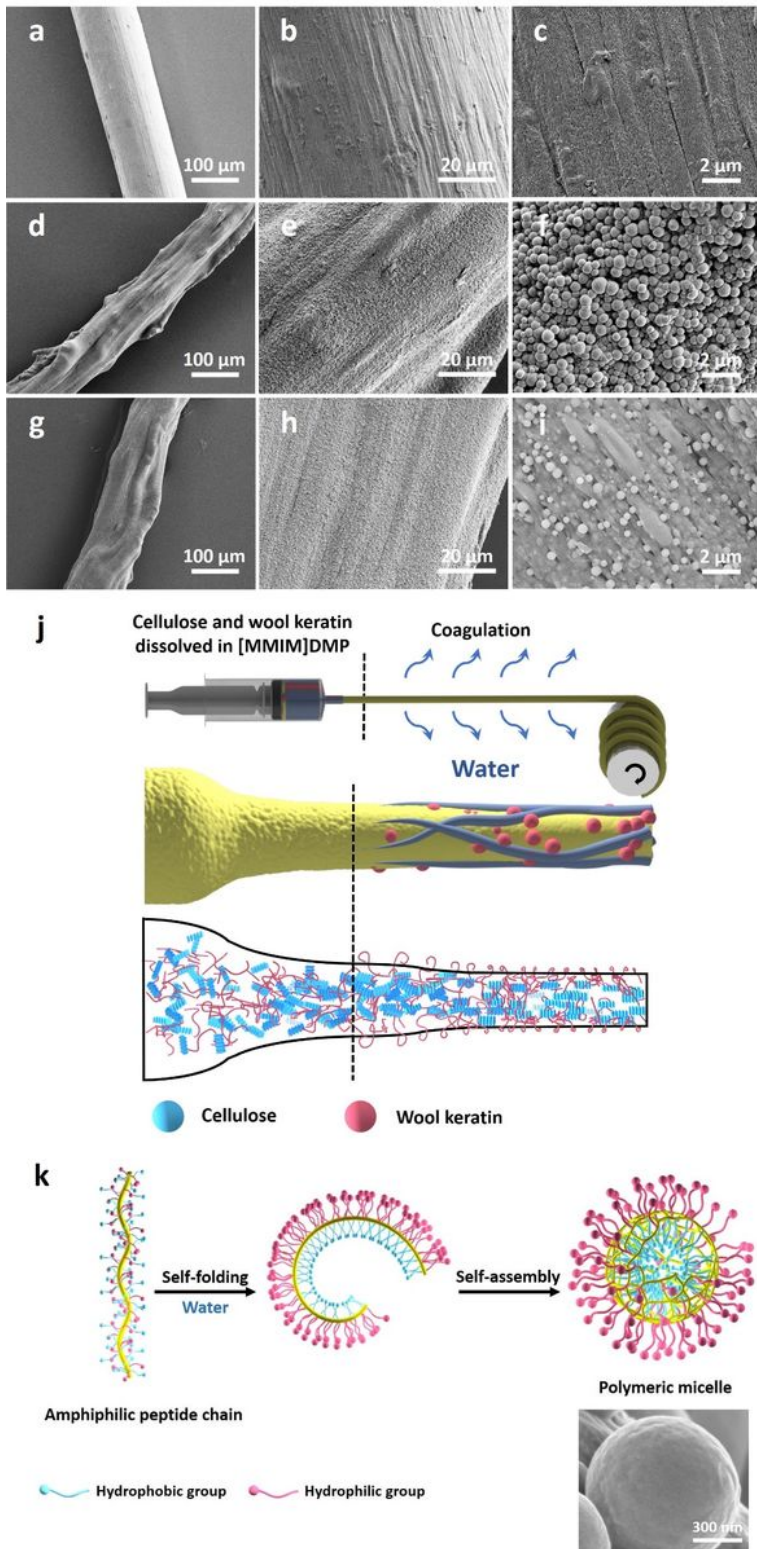 a
b
c
100 μm
20 μm
2 μm
d
e
f
100 μm
20 μm
2 μm
g
h
i
100 μm
20 μm
2 μm
j
Cellulose and wool keratin
dissolved in [MMIM]DMP
Coagulation
Water
Cellulose
Wool keratin
k
Self-folding
Water
Self-assembly
Amphiphilic peptide chain
Polymeric micelle
Hydrophobic group
Hydrophilic group
300 nm